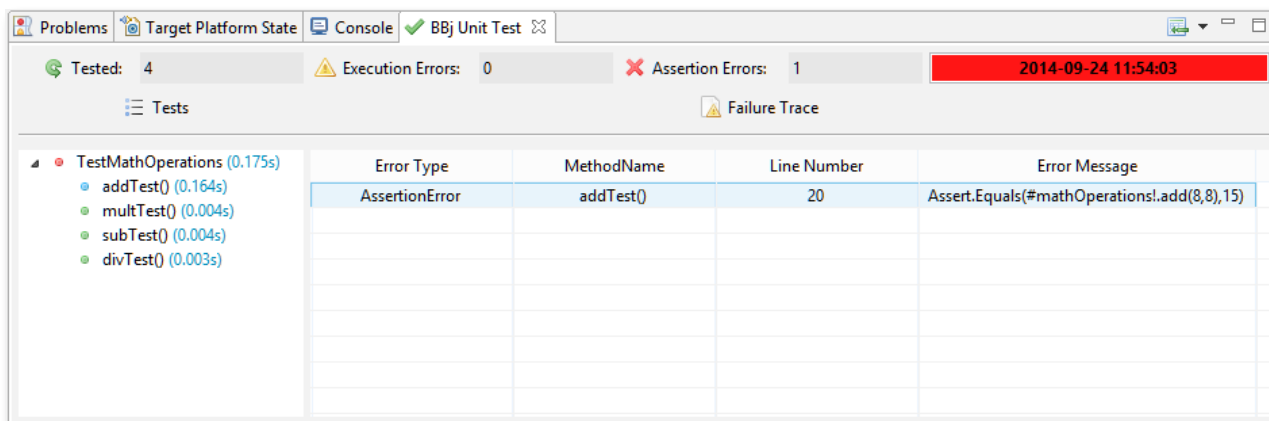 Problems Target Platform State Console BBj Unit Test
Tested: 4 Execution Errors: 0 Assertion Errors: 1 2014-09-24 11:54:03
Tests Failure Trace
TestMathOperations (0.175s)
addTest() (0.164s)
multTest() (0.004s)
subTest() (0.004s)
divTest() (0.003s)
Error Type MethodName Line Number Error Message
AssertionError addTest() 20 Assert.Equals(#mathOperations!.add(8,8),15)